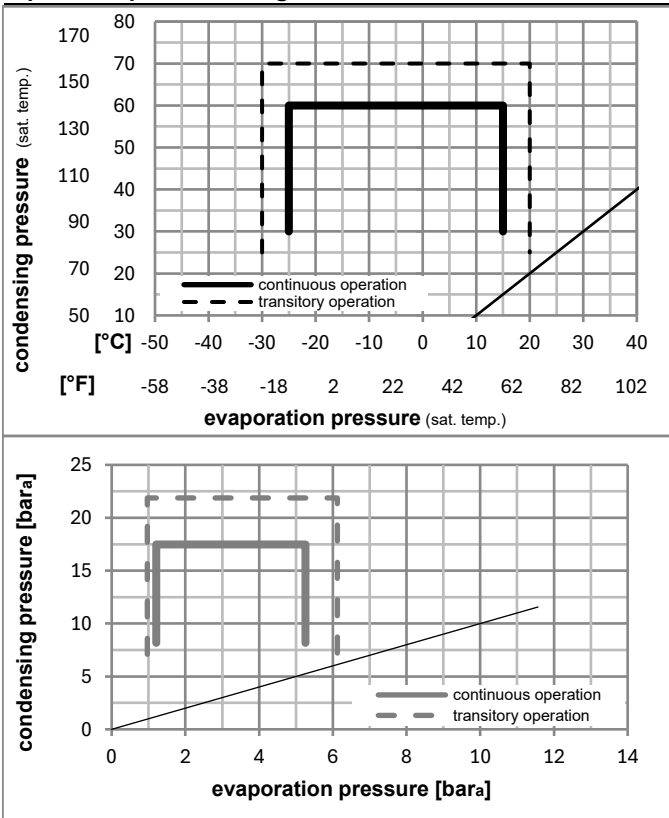 condensing pressure (sat. temp.)
170 80
150 70
130 60
110 50
90 40
70 30
50 20
10
continuous operation
transitory operation
[°C] -50 -40 -30 -20 -10 0 10 20 30 40
[°F] -58 -38 -18 2 22 42 62 82 102
evaporation pressure (sat. temp.)
condensing pressure [bara]
25
20
15
10
5
0
continuous operation
transitory operation
0 2 4 6 8 10 12 14
evaporation pressure [bara]